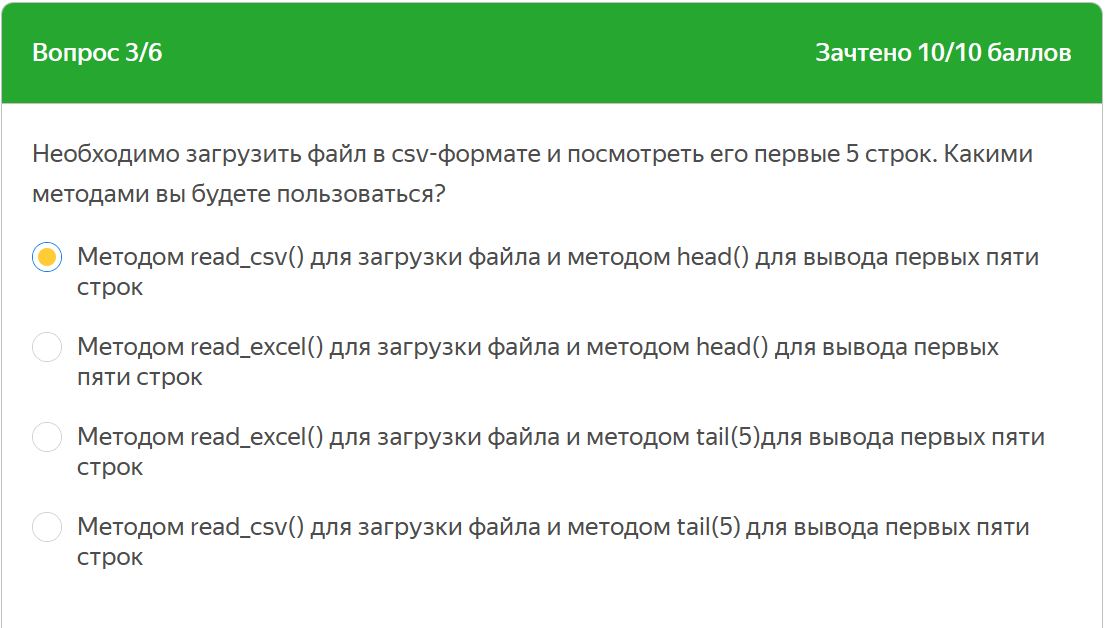 Вопрос 3/6
Зачтено 10/10 баллов
Необходимо загрузить файл в csv-формате и посмотреть его первые 5 строк. Какими
методами вы будете пользоваться?
Методом read_csv() для загрузки файла и методом head() для вывода первых пяти
строк
Методом read_excel() для загрузки файла и методом head() для вывода первых
пяти строк
Методом read_excel() для загрузки файла и методом tail(5)для вывода первых пяти
строк
Методом read_csv() для загрузки файла и методом tail(5) для вывода первых пяти
строк